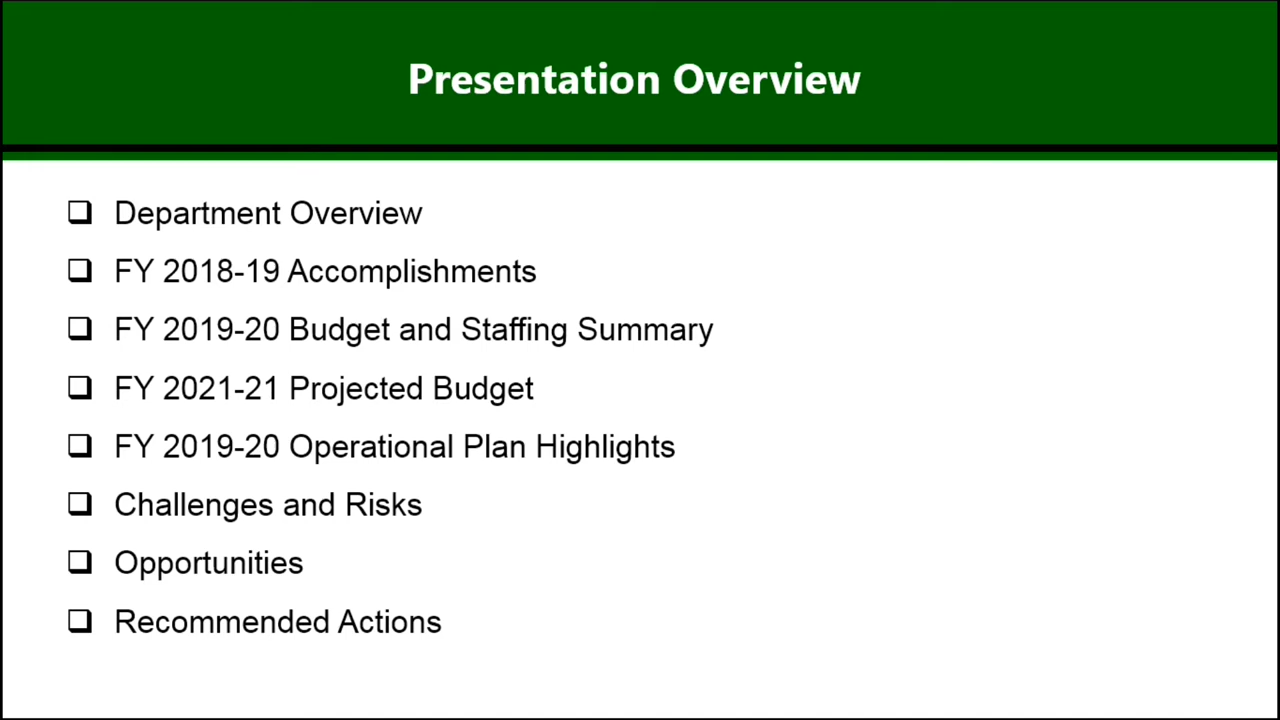 Presentation Overview
Department Overview
FY 2018-19 Accomplishments
FY 2019-20 Budget and Staffing Summary
FY 2021-21 Projected Budget
FY 2019-20 Operational Plan Highlights
Challenges and Risks
Opportunities
Recommended Actions